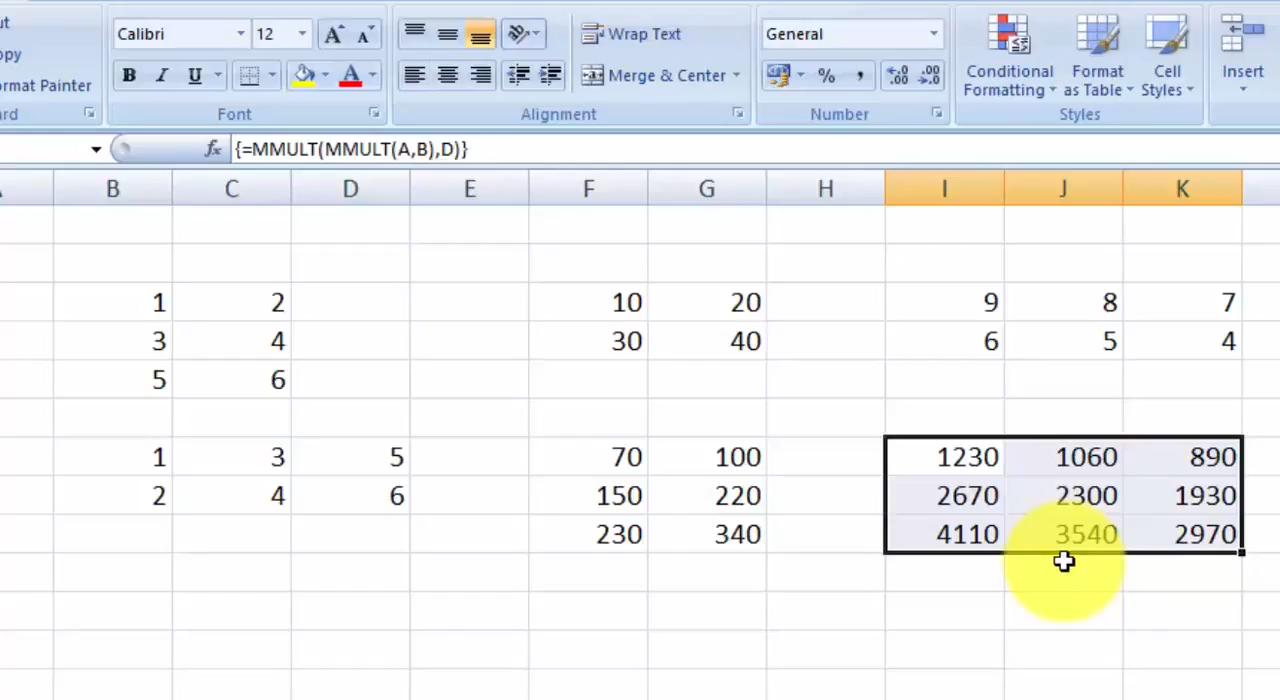 ut
Calibri 12 A A Wrap Text General
opy
rmat Painter B I U A Merge & Center % , .00 .00 Conditional Formatting Format as Table Cell Styles Insert
rd Font Alignment Number Styles
fx {=MMULT(MMULT(A,B),D)}
B C D E F G H I J K
1 2 10 20 9 8 7
3 4 30 40 6 5 4
5 6
1 3 5 70 100 1230 1060 890
2 4 6 150 220 2670 2300 1930
230 340 4110 3540 2970